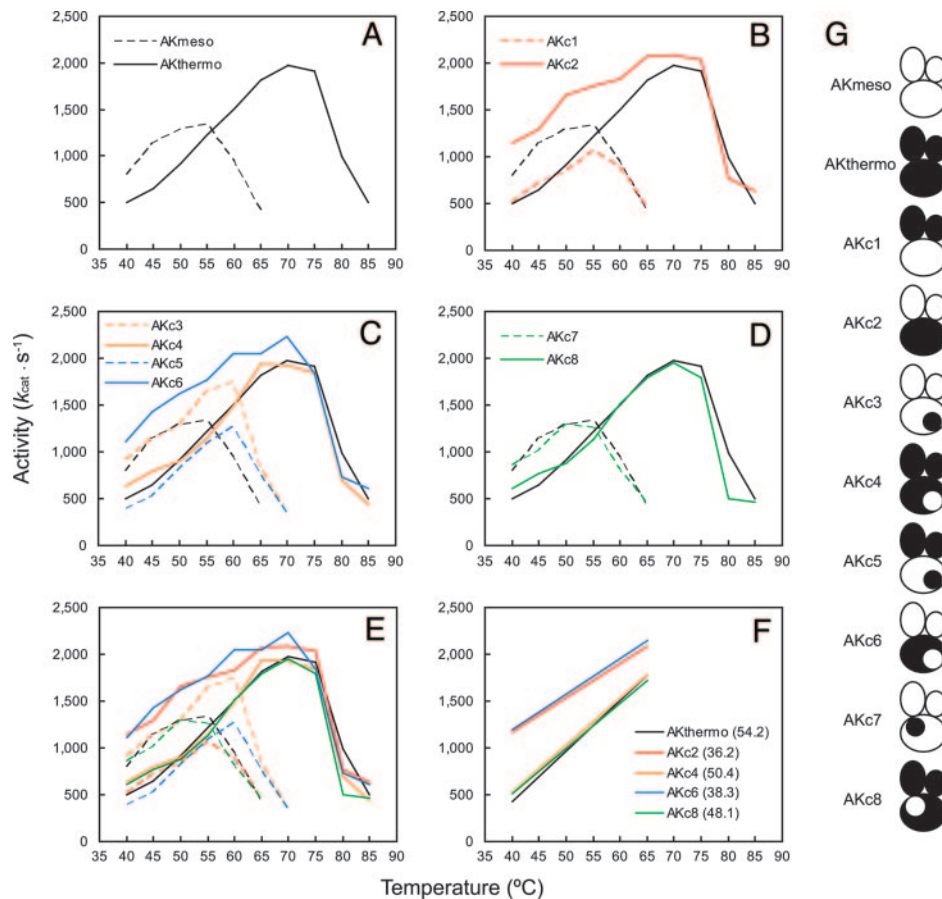 A
2,500
2,000
1,500
1,000
500
0
AKmeso
AKthermo
35 40 45 50 55 60 65 70 75 80 85 90
B
2,500
2,000
1,500
1,000
500
0
AKc1
AKc2
35 40 45 50 55 60 65 70 75 80 85 90
C
2,500
2,000
1,500
1,000
500
0
AKc3
AKc4
AKc5
AKc6
35 40 45 50 55 60 65 70 75 80 85 90
D
2,500
2,000
1,500
1,000
500
0
AKc7
AKc8
35 40 45 50 55 60 65 70 75 80 85 90
E
2,500
2,000
1,500
1,000
500
0
35 40 45 50 55 60 65 70 75 80 85 90
F
2,500
2,000
1,500
1,000
500
0
AKthermo (54.2)
AKc2 (36.2)
AKc4 (50.4)
AKc6 (38.3)
AKc8 (48.1)
35 40 45 50 55 60 65 70 75 80 85 90
Activity (kcat · s⁻¹)
Temperature (ºC)
G
AKmeso
AKthermo
AKc1
AKc2
AKc3
AKc4
AKc5
AKc6
AKc7
AKc8